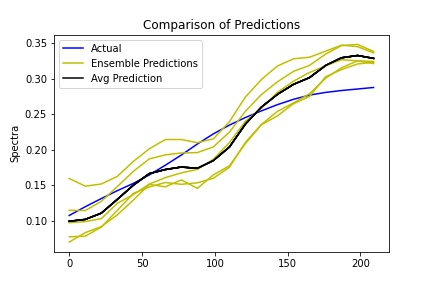 Comparison of Predictions
Actual
Ensemble Predictions
Avg Prediction
Spectra
0.35
0.30
0.25
0.20
0.15
0.10
0 50 100 150 200